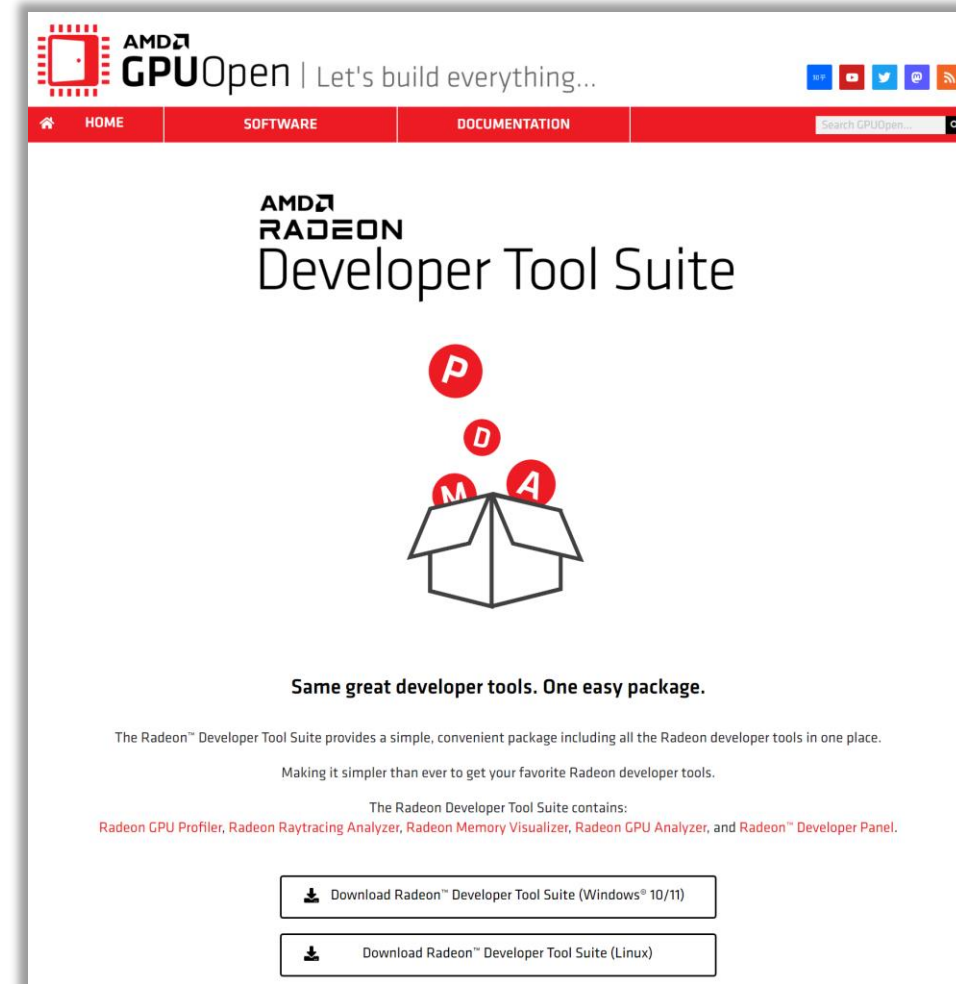 AMD
GPUOpen | Let's build everything...
知乎
HOME SOFTWARE DOCUMENTATION Search GPUOpen...
AMD
RADEON
Developer Tool Suite
P
D
M A
Same great developer tools. One easy package.
The Radeon™ Developer Tool Suite provides a simple, convenient package including all the Radeon developer tools in one place.
Making it simpler than ever to get your favorite Radeon developer tools.
The Radeon Developer Tool Suite contains:
Radeon GPU Profiler, Radeon Raytracing Analyzer, Radeon Memory Visualizer, Radeon GPU Analyzer, and Radeon™ Developer Panel.
Download Radeon™ Developer Tool Suite (Windows® 10/11)
Download Radeon™ Developer Tool Suite (Linux)